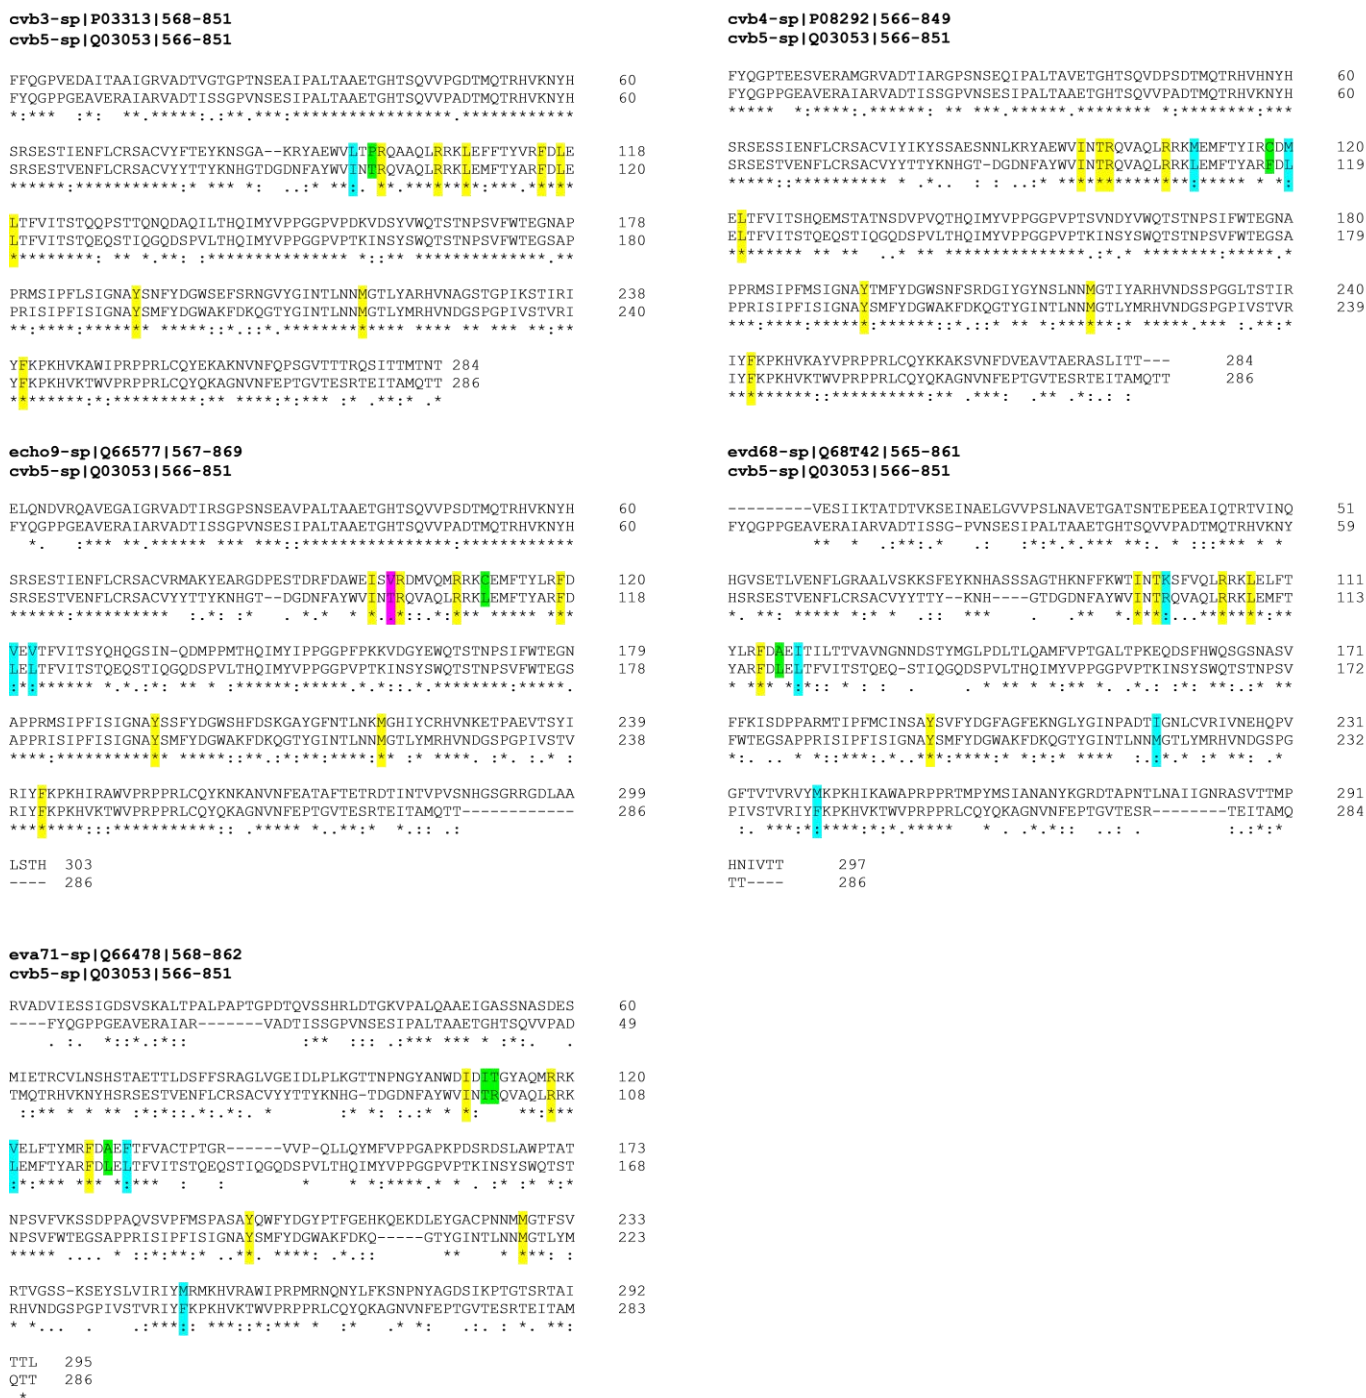 cvb3-sp|P03313|568-851
cvb5-sp|Q03053|566-851
FFQGPVEDAITAAIGRVADTVGTGPTNSEAIPALTAAETGHTSQVVPGDTMQTRHVKNYH 60
FYQGPPGEAVERAIARVADTISSGPVNSESIPALTAAETGHTSQVVPADTMQTRHVKNYH 60
*:*** :*: **.*****:.:**.***:*****************.************
SRSESTIENFLCRSACVYFTEYKNSGA--KRYAEWVLTPRQAAQLRRKLEFFTYVRFDLE 118
SRSESTVENFLCRSACVYYTTYKNHGTDGDNFAYWVINTRQVAQLRRKLEMFTYARFDLE 120
******:***********:* *** *: .:* **:. **.********:***.*****
LTFVITSTQQPSTTQNQDAQILTHQIMYVPPGGPVPDKVDSYVWQTSTNPSVFWTEGNAP 178
LTFVITSTQEQSTIQGQDSPVLTHQIMYVPPGGPVPTKINSYSWQTSTNPSVFWTEGSAP 180
*********: ** *.**: :*************** *::** **************.**
PRMSIPFLSIGNAYSNFYDGWSEFSRNGVYGINTLNNMGTLYARHVNAGSTGPIKSTIRI 238
PRISIPFISIGNAYSMFYDGWAKFDKQGTYGINTLNNMGTLYMRHVNDGSPGPIVSTVRI 240
**:****:******* *****::*.::*.************* **** **.*** **:**
YFKPKHVKAWIPRPPRLCQYEKAKNVNFQPSGVTTTRQSITTMTNT 284
YFKPKHVKTWVPRPPRLCQYQKAGNVNFEPTGVTESRTEITAMQTT 286
********:*:*********:** ****:*:*** :* .**:* .*
cvb4-sp|P08292|566-849
cvb5-sp|Q03053|566-851
FYQGPTEESVERAMGRVADTIARGPSNSEQIPALTAVETGHTSQVDPSDTMQTRHVHNYH 60
FYQGPPGEAVERAIARVADTISSGPVNSESIPALTAAETGHTSQVVPADTMQTRHVKNYH 60
***** *:****:.******: ** ***.******.******** *:********:***
SRSESSIENFLCRSACVIYIKYSSAESNNLKRYAEWVINTRQVAQLRRKMEMFTYIRCDM 120
SRSESTVENFLCRSACVYYTTYKNHGT-DGDNFAYWVINTRQVAQLRRKLEMFTYARFDL 119
*****::********** * .*.. : : .:* **************:***** * *:
ELTFVITSHQEMSTATNSDVPVQTHQIMYVPPGGPVPTSVNDYVWQTSTNPSIFWTEGNA 180
ELTFVITSTQEQSTIQGQDSPVLTHQIMYVPPGGPVPTKINSYSWQTSTNPSVFWTEGSA 179
******** ** ** ..* ** ***************.:*.* ********:*****.*
PPRMSIPFMSIGNAYTMFYDGWSNFSRDGIYGYNSLNNMGTIYARHVNDSSPGGLTSTIR 240
PPRISIPFISIGNAYSMFYDGWAKFDKQGTYGINTLNNMGTLYMRHVNDGSPGPIVSTVR 239
***:****:******:******::*.::* ** *:******:* *****.*** :.**:*
IYFKPKHVKAYVPRPPRLCQYKKAKSVNFDVEAVTAERASLITT--- 284
IYFKPKHVKTWVPRPPRLCQYQKAGNVNFEPTGVTESRTEITAMQTT 286
*********::**********:** .***: .** .*:.: :
echo9-sp|Q66577|567-869
cvb5-sp|Q03053|566-851
ELQNDVRQAVEGAIGRVADTIRSGPSNSEAVPALTAAETGHTSQVVPSDTMQTRHVKNYH 60
FYQGPPGEAVERAIARVADTISSGPVNSESIPALTAAETGHTSQVVPADTMQTRHVKNYH 60
*. :*** **.****** *** ***::****************:************
SRSESTIENFLCRSACVRMAKYEARGDPESTDRFDAWEISVRDMVQMRRKCEMFTYLRFD 120
SRSESTVENFLCRSACVYYTTYKNHGT--DGDNFAYWVINTRQVAQLRRKLEMFTYARFD 118
******:********** :.*: :* . *.* * *.*:.:*:*** ***** ***
VEVTFVITSYQHQGSIN-QDMPPMTHQIMYIPPGGPVPKKVDGYEWQTSTNPSIFWTEGN 179
LELTFVITSTQEQSTIQGQDSPVLTHQIMYVPPGGPVPTKINSYSWQTSTNPSVFWTEGS 178
:*:****** *.*.:*: ** * :******:*******.*::.*.********:*****.
APPRMSIPFISIGNAYSSFYDGWSHFDSKGAYGFNTLNKMGHIYCRHVNKETPAEVTSYI 239
APPRISIPFISIGNAYSMFYDGWAKFDKQGTYGINTLNNMGTLYMRHVNDGSPGPIVSTV 238
****:************ *****::**.:*:**:****:** :* ****. :*. :.* :
RIYFKPKHIRAWVPRPPRLCQYKNKANVNFEATAFTETRDTINTVPVSNHGSGRRGDLAA 299
RIYFKPKHVKTWVPRPPRLCQYQKAGNVNFEPTGVTESRTEITAMQTT------------ 286
********:::***********:: .*****.*..**:* *.:: .:
LSTH 303
---- 286
evd68-sp|Q68T42|565-861
cvb5-sp|Q03053|566-851
---------VESIIKTATDTVKSEINAELGVVPSLNAVETGATSNTEPEEAIQTRTVINQ 51
FYQGPPGEAVERAIARVADTISSG-PVNSESIPALTAAETGHTSQVVPADTMQTRHVKNY 59
** * .:**:.* .: :*:*.*.*** **:. * ::*** * *
HGVSETLVENFLGRAALVSKKSFEYKNHASSSAGTHKNFFKWTINTKSFVQLRRKLELFT 111
HSRSESTVENFLCRSACVYYTTY--KNH---GTDGDNFAYWVINTRQVAQLRRKLEMFT 113
*. **: ***** *:* * .:: *** ** :: : ****:...*******:**
YLRFDAEITILTTVAVNGNNDSTYMGLPDLTLQAMFVPTGALTPKEQDSFHWQSGSNASV 171
YARFDLELTFVITSTQEQ-STIQGQDSPVLTHQIMYVPPGGPVPTKINSYSWQTSTNPSV 172
* *** *:*:: * : : . . * ** * *:**.*. .*.: :*: **:.:*.**
FFKISDPPARMTIPFMCINSAYSVFYDGFAGFEKNGLYGINPADTIGNLCVRIVNEHQPV 231
FWTEGSAPPRISIPFISIGNAYSMFYDGWAKFDKQGTYGINTLNNMGTLYMRHVNDGSPG 232
*:. .. *.*::***:.*..***:****:* *:*:* ****. :.:*.* :* **: .*
GFTVTVRVYMKPKHIKAWAPRPPRTMPYMSIANANYKGRDTAPNTLNAIIGNRASVTTMP 291
PIVSTVRIYFKPKHVKTWVPRPPRLCQYQKAGNVNFEPTGVTESR--------TEITAMQ 284
:. ***:*:****:*:*.***** * . .*.*:: ..: . :.:*:*
HNIVTT 297
TT---- 286
eva71-sp|Q66478|568-862
cvb5-sp|Q03053|566-851
RVADVIESSIGDSVSKALTPALPAPTGPDTQVSSHRLDTGKVPALQAAEIGASSNASDES 60
----FYQGPPGEAVERAIAR-------VADTISSGPVNSESIPALTAAETGHTSQVVPAD 49
. :. *::*.:*:: :** ::: .:*** *** * :*:. .
MIETRCVLNSHSTAETTLDSFFSRAGLVGEIDLPLKGTTNPNGYANWDIDITGYAQMRRK 120
TMQTRHVKNYHSRSESTVENFLCRSACVYYTTYKNHG-TDGDNFAYWVINTRQVAQLRRK 108
::** * * ** :*:*::.*:.*:. * :* *: :.:* * *: **:***
VELFTYMRFDAEFTFVACTPTGR------VVP-QLLQYMFVPPGAPKPDSRDSLAWPTAT 173
LEMFTYARFDLELTFVITSTQEQSTIQGQDSPVLTHQIMYVPPGGPVPTKINSYSWQTST 168
:*:*** *** *:*** : : * * *:****.* * . :* :* *:*
NPSVFVKSSDPPAQVSVPFMSPASAYQWFYDGYPTFGEHKQEKDLEYGACPNNMMGTFSV 233
NPSVFWTEGSAPPRISIPFISIGNAYSMFYDGWAKFDKQ-----GTYGINTLNNMGTLYM 223
***** .... * ::*:**:* ..**. ****: .*.:: ** * ***: :
RTVGSS-KSEYSLVIRIYMRMKHVRAWIPRPMRNQNYLFKSNPNYAGDSIKPTGTSRTAI 292
RHVNDGSPGPIVSTVRIYFKPKHVKTWVPRPPRLCQYQKAGNVNFEPTGVTESRTEITAM 283
* *... . .:***: ***::*:*** * :* .* *: .:. : *. **:
TTL 295
QTT 286
*